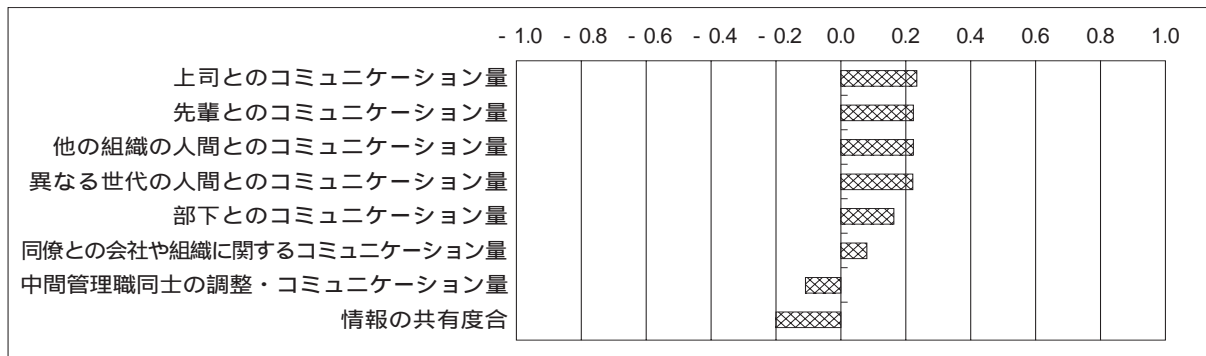 - 1.0 - 0.8 - 0.6 - 0.4 - 0.2 0.0 0.2 0.4 0.6 0.8 1.0
上司とのコミュニケーション量
先輩とのコミュニケーション量
他の組織の人間とのコミュニケーション量
異なる世代の人間とのコミュニケーション量
部下とのコミュニケーション量
同僚との会社や組織に関するコミュニケーション量
中間管理職同士の調整・コミュニケーション量
情報の共有度合